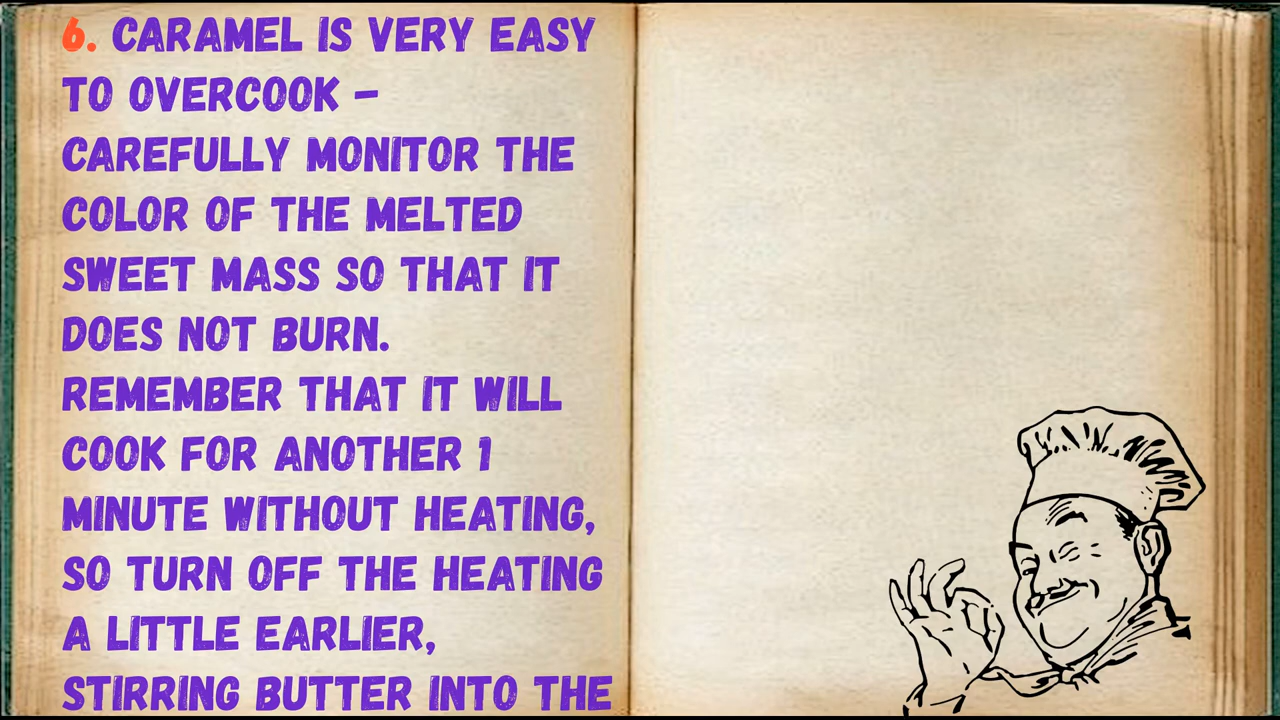 6. CARAMEL IS VERY EASY
TO OVERCOOK –
CAREFULLY MONITOR THE
COLOR OF THE MELTED
SWEET MASS SO THAT IT
DOES NOT BURN.
REMEMBER THAT IT WILL
COOK FOR ANOTHER 1
MINUTE WITHOUT HEATING,
SO TURN OFF THE HEATING
A LITTLE EARLIER,
STIRRING BUTTER INTO THE